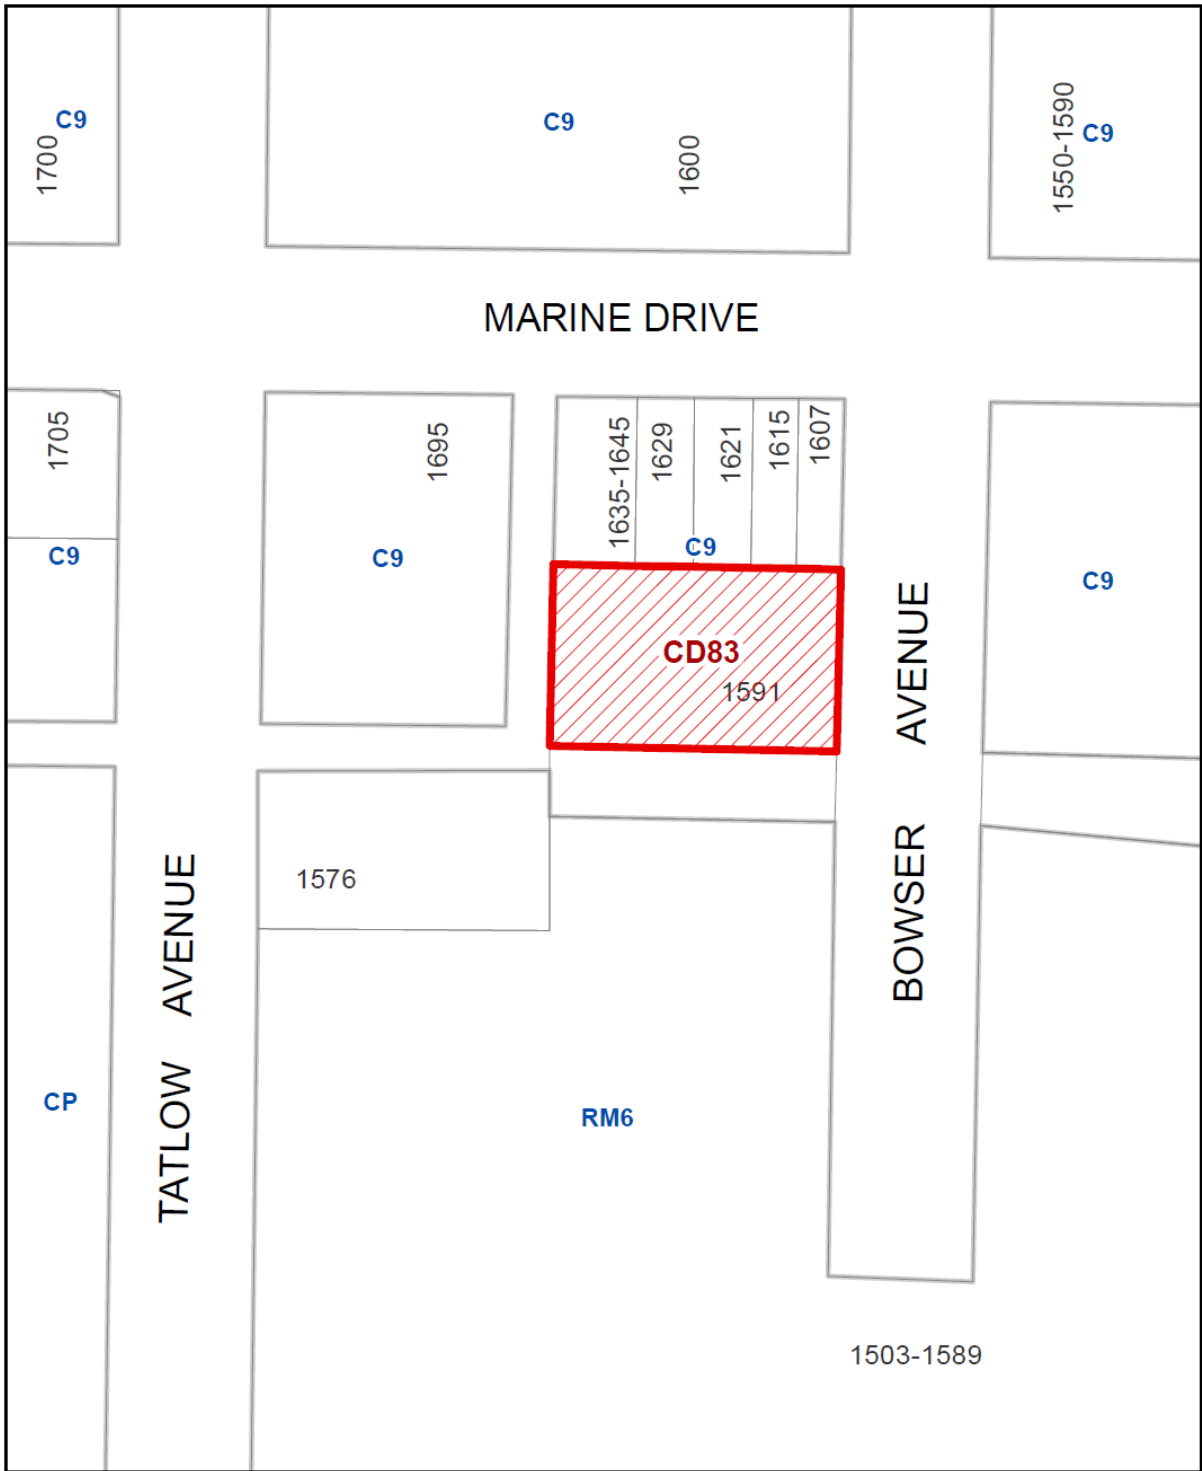 C9
1700
C9
1600
1550-1590
C9
MARINE DRIVE
1705
C9
1695
C9
1635-1645
1629
1621
1615
1607
C9
CD83
1591
C9
BOWSER AVENUE
TATLOW AVENUE
1576
CP
RM6
1503-1589